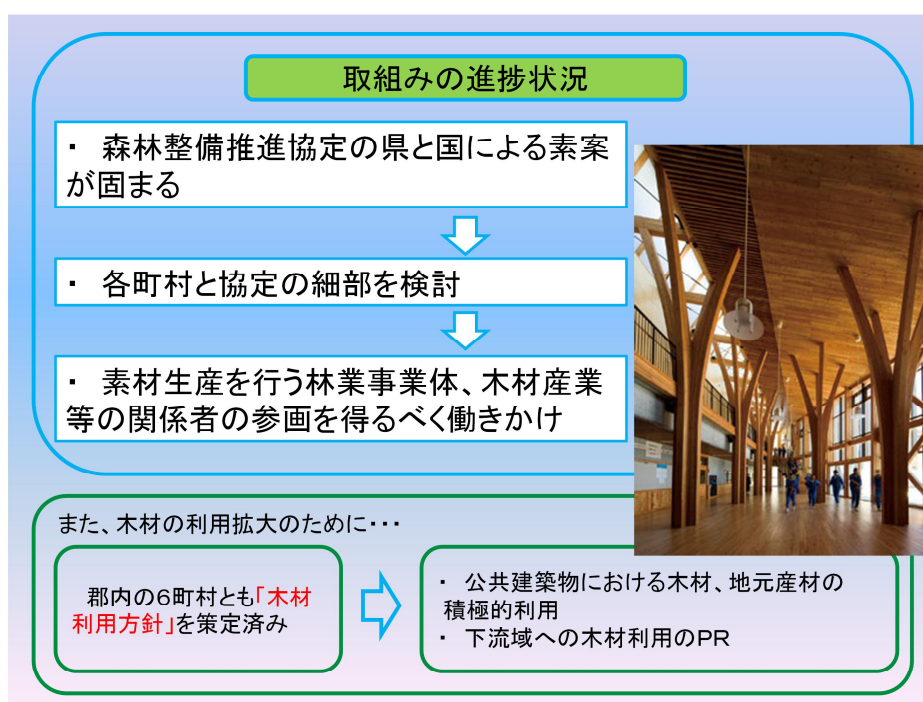 取組みの進捗状況
・ 森林整備推進協定の県と国による素案
が固まる
・ 各町村と協定の細部を検討
・ 素材生産を行う林業事業体、木材産業
等の関係者の参画を得るべく働きかけ
また、木材の利用拡大のために・・・
郡内の6町村とも「木材
利用方針」を策定済み
・ 公共建築物における木材、地元産材の
積極的利用
・ 下流域への木材利用のPR